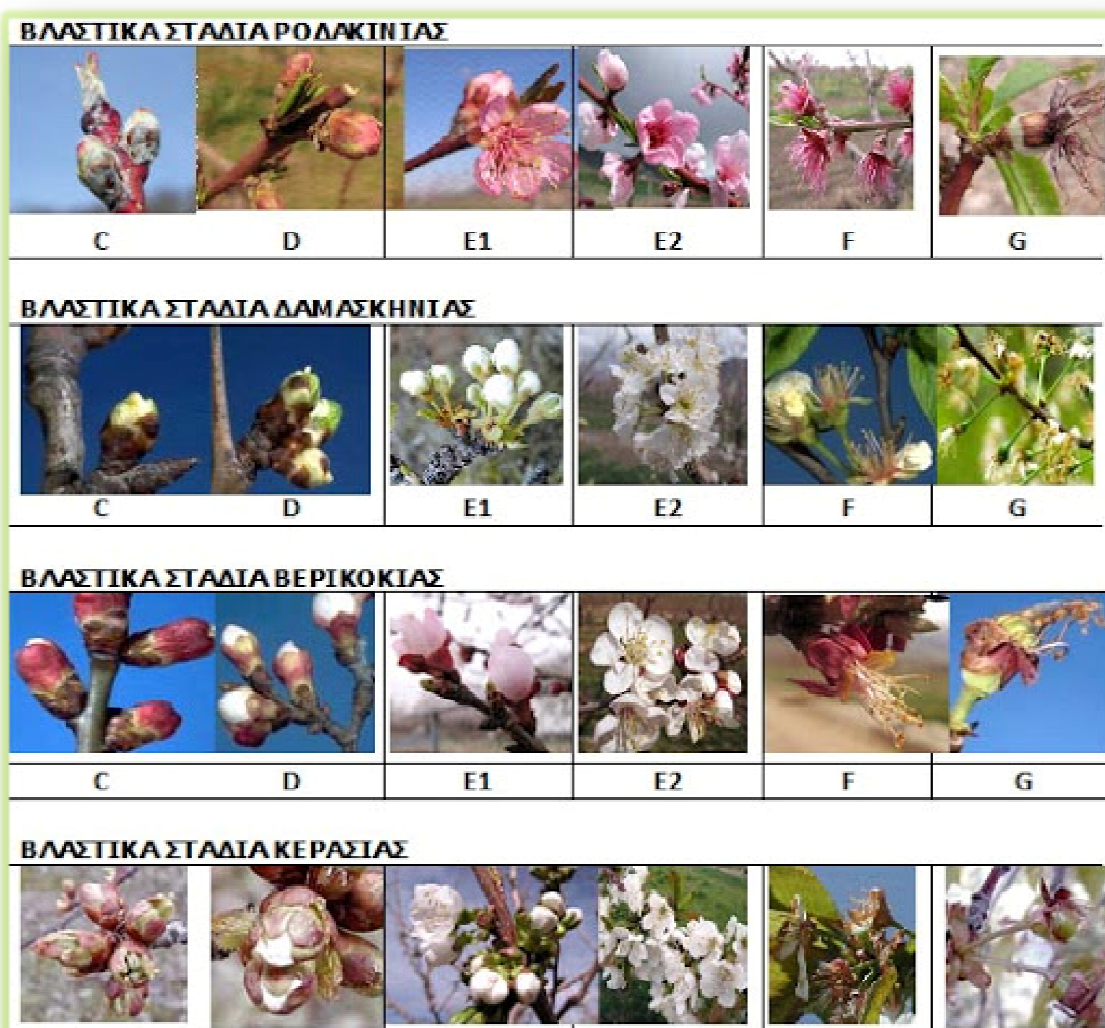 ΒΛΑΣΤΙΚΑ ΣΤΑΔΙΑ ΡΟΔΑΚΙΝΙΑΣ
C D E1 E2 F G
ΒΛΑΣΤΙΚΑ ΣΤΑΔΙΑ ΔΑΜΑΣΚΗΝΙΑΣ
C D E1 E2 F G
ΒΛΑΣΤΙΚΑ ΣΤΑΔΙΑ ΒΕΡΙΚΟΚΙΑΣ
C D E1 E2 F G
ΒΛΑΣΤΙΚΑ ΣΤΑΔΙΑ ΚΕΡΑΣΙΑΣ